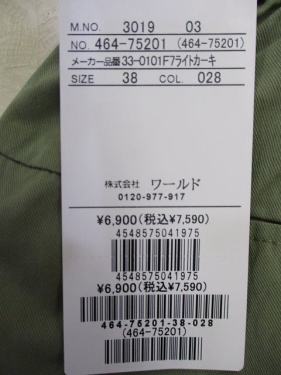 M.NO. 3019 03
NO. 464-75201 (464-75201)
メーカー品番33-0101F7ライトカーキ
SIZE 38 COL. 028
株式会社 ワールド
0120-977-917
¥6,900(税込¥7,590)
4548575041975
4548575041975
¥6,900(税込¥7,590)
464-75201-38-028
(464-75201)